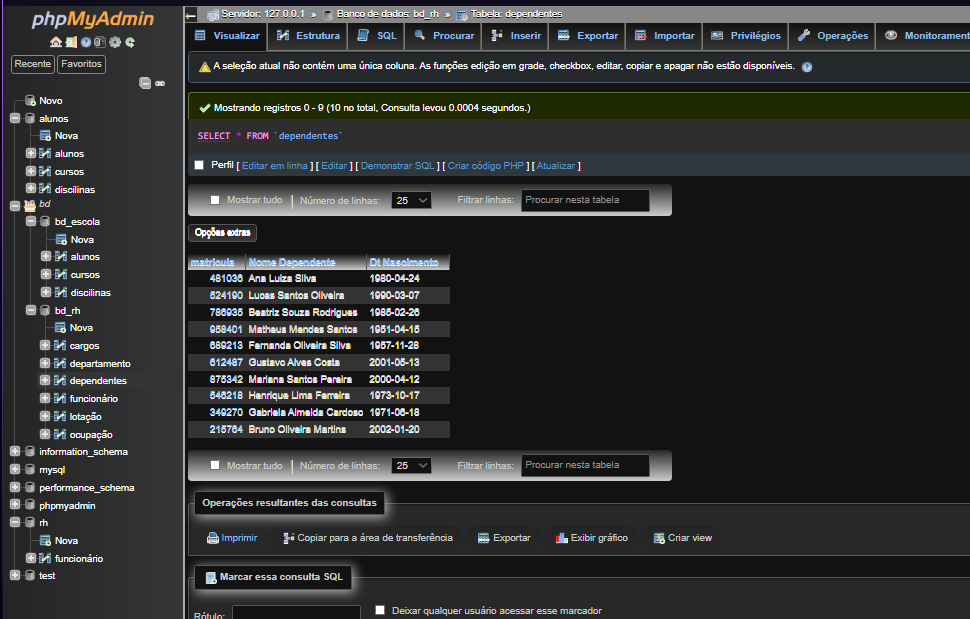 phpMyAdmin
Recente Favoritos
Novo
alunos
Nova
alunos
cursos
discilinas
bd
bd_escola
Nova
alunos
cursos
discilinas
bd_rh
Nova
cargos
departamento
dependentes
funcionário
lotação
ocupação
information_schema
mysql
performance_schema
phpmyadmin
rh
Nova
funcionário
test
Servidor: 127.0.0.1 » Banco de dados: bd_rh » Tabela: dependentes
Visualizar Estrutura SQL Procurar Inserir Exportar Importar Privilégios Operações Monitorament
A seleção atual não contém uma única coluna. As funções edição em grade, checkbox, editar, copiar e apagar não estão disponíveis.
Mostrando registros 0 - 9 (10 no total, Consulta levou 0.0004 segundos.)
SELECT * FROM `dependentes`
Perfil [ Editar em linha ] [ Editar ] [ Demonstrar SQL ] [ Criar código PHP ] [ Atualizar ]
Mostrar tudo | Número de linhas: 25 Filtrar linhas: Procurar nesta tabela
Opções extras
matricula Nome Dependente Dt Nascimento
481036 Ana Luiza Silva 1980-04-24
524190 Lucas Santos Oliveira 1990-03-07
786935 Beatriz Souza Rodrigues 1985-02-26
958401 Matheus Mendes Santos 1951-04-15
689213 Fernanda Oliveira Silva 1957-11-28
612487 Gustavo Alves Costa 2001-05-13
875342 Mariana Santos Pereira 2000-04-12
546218 Henrique Lima Ferreira 1973-10-17
349270 Gabriela Almeida Cardoso 1971-06-18
215764 Bruno Oliveira Martins 2002-01-20
Mostrar tudo | Número de linhas: 25 Filtrar linhas: Procurar nesta tabela
Operações resultantes das consultas
Imprimir Copiar para a área de transferência Exportar Exibir gráfico Criar view
Marcar essa consulta SQL
Rótulo: Deixar qualquer usuário acessar esse marcador